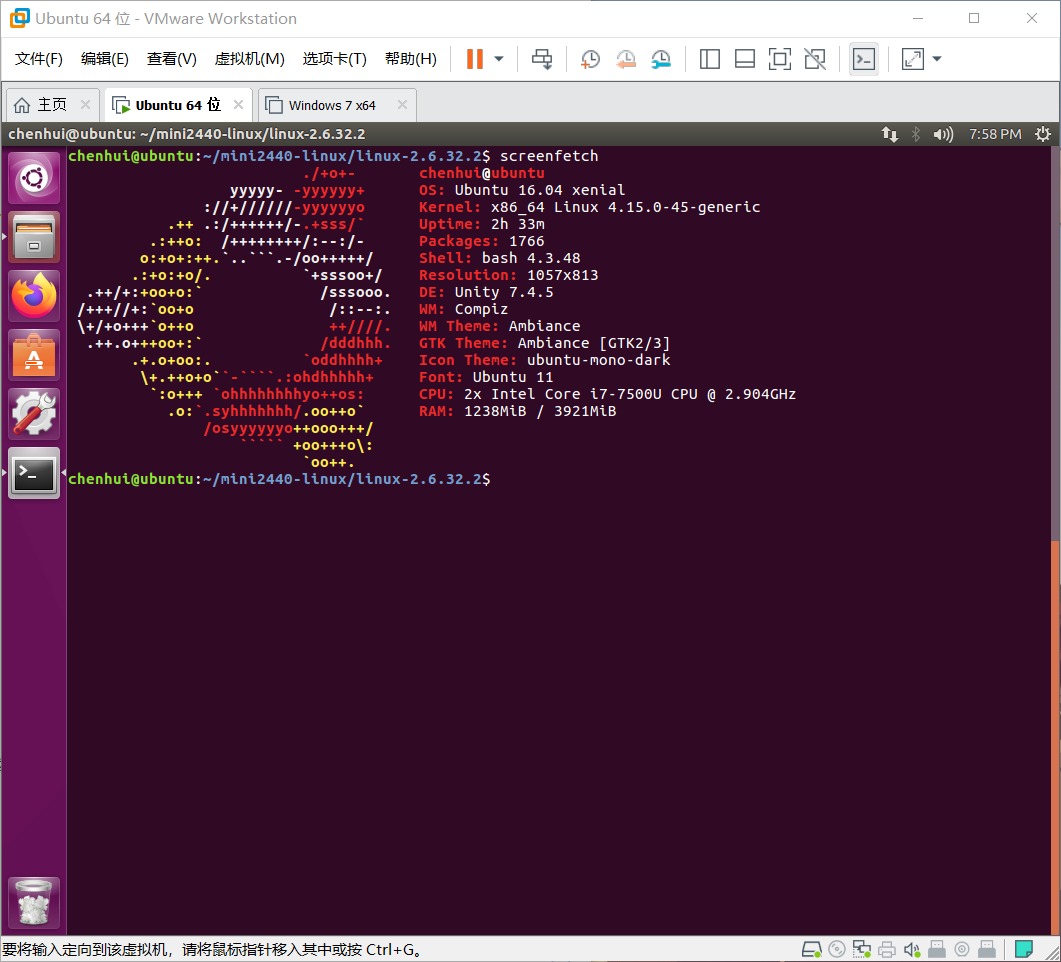 Ubuntu 64 位 - VMware Workstation
文件(F) 编辑(E) 查看(V) 虚拟机(M) 选项卡(T) 帮助(H)
主页 Ubuntu 64 位 Windows 7 x64
chenhui@ubuntu: ~/mini2440-linux/linux-2.6.32.2 7:58 PM
chenhui@ubuntu:~/mini2440-linux/linux-2.6.32.2$ screenfetch
./+o+- chenhui@ubuntu
yyyyy- -yyyyyy+ OS: Ubuntu 16.04 xenial
://+//////-yyyyyyo Kernel: x86_64 Linux 4.15.0-45-generic
.++ .:/++++++/-.+sss/` Uptime: 2h 33m
.:++o: /++++++++/:--:/- Packages: 1766
o:+o+:++.`..```.-/oo+++++/ Shell: bash 4.3.48
.:+o:+o/. `+sssoo+/ Resolution: 1057x813
.++/+:+oo+o:` /sssooo. DE: Unity 7.4.5
/+++//+:`oo+o /::--:. WM: Compiz
\+/+o+++`o++o ++////. WM Theme: Ambiance
.++.o+++oo+:` /dddhhh. GTK Theme: Ambiance [GTK2/3]
.+.o+oo:. `oddhhhh+ Icon Theme: ubuntu-mono-dark
\+.++o+o``-````.:ohdhhhhh+ Font: Ubuntu 11
`:o+++ `ohhhhhhhhyo++os: CPU: 2x Intel Core i7-7500U CPU @ 2.904GHz
.o:`.syhhhhhhh/.oo++o` RAM: 1238MiB / 3921MiB
/osyyyyyyo++ooo+++/
````` +oo+++o\:
`oo++.
chenhui@ubuntu:~/mini2440-linux/linux-2.6.32.2$
要将输入定向到该虚拟机，请将鼠标指针移入其中或按 Ctrl+G。